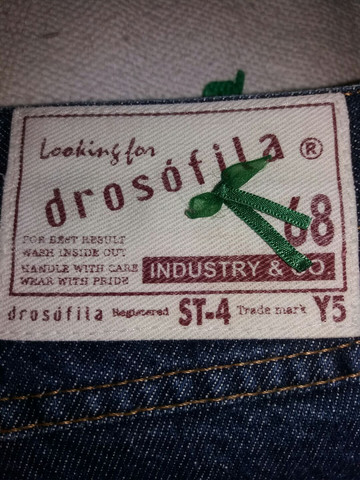 Looking for
drosófila ®
68
FOR BEST RESULT
WASH INSIDE OUT
HANDLE WITH CARE
WEAR WITH PRIDE
INDUSTRY & CO.
drosófila Registered ST-4 Trade mark Y5